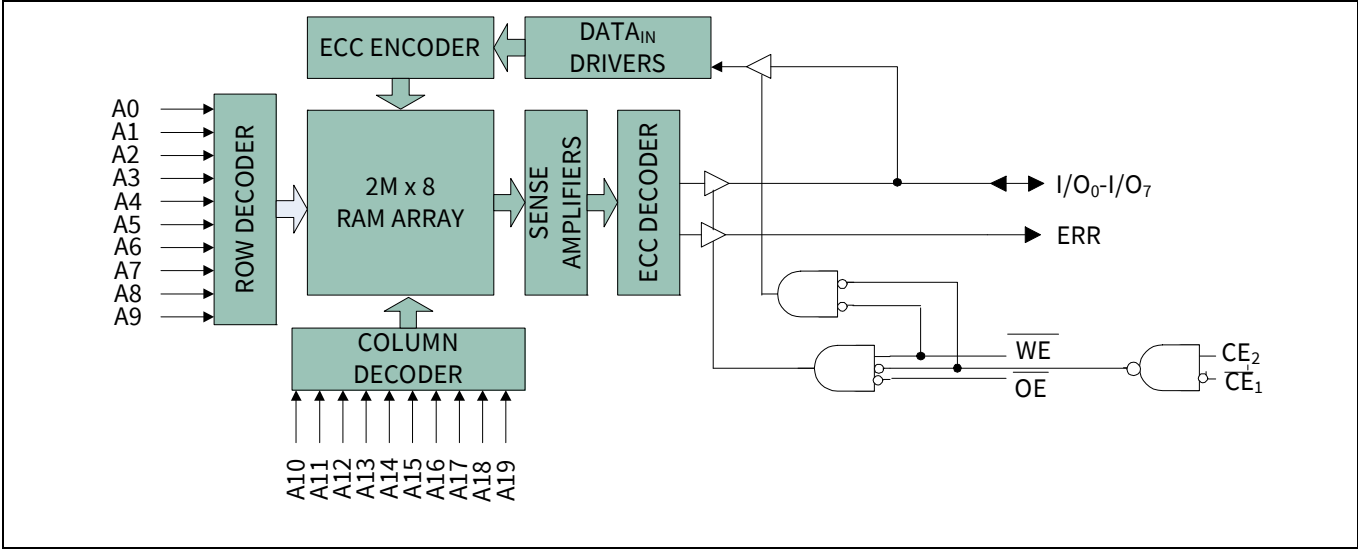 ECC ENCODER
DATAIN
DRIVERS
A0
A1
A2
A3
A4
A5
A6
A7
A8
A9
ROW DECODER
2M x 8
RAM ARRAY
SENSE
AMPLIFIERS
ECC DECODER
I/O0-I/O7
ERR
COLUMN
DECODER
WE
OE
CE2
CE1
A10
A11
A12
A13
A14
A15
A16
A17
A18
A19